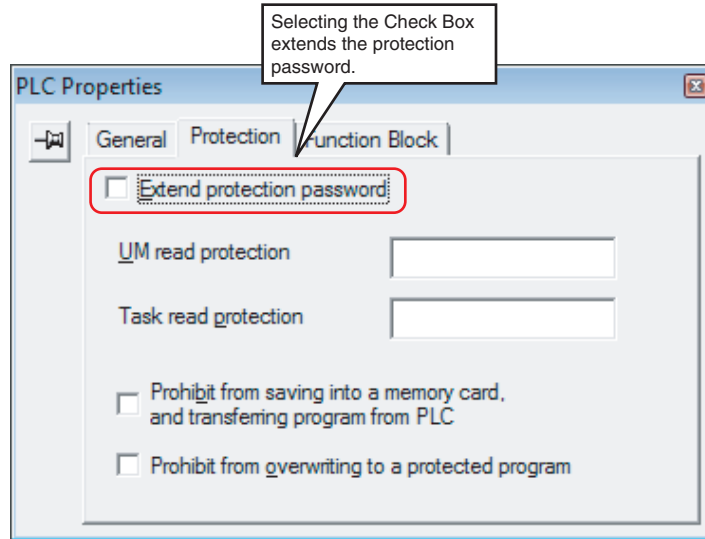 Selecting the Check Box
extends the protection
password.
PLC Properties
General Protection Function Block
Extend protection password
UM read protection
Task read protection
Prohibit from saving into a memory card,
and transferring program from PLC
Prohibit from overwriting to a protected program